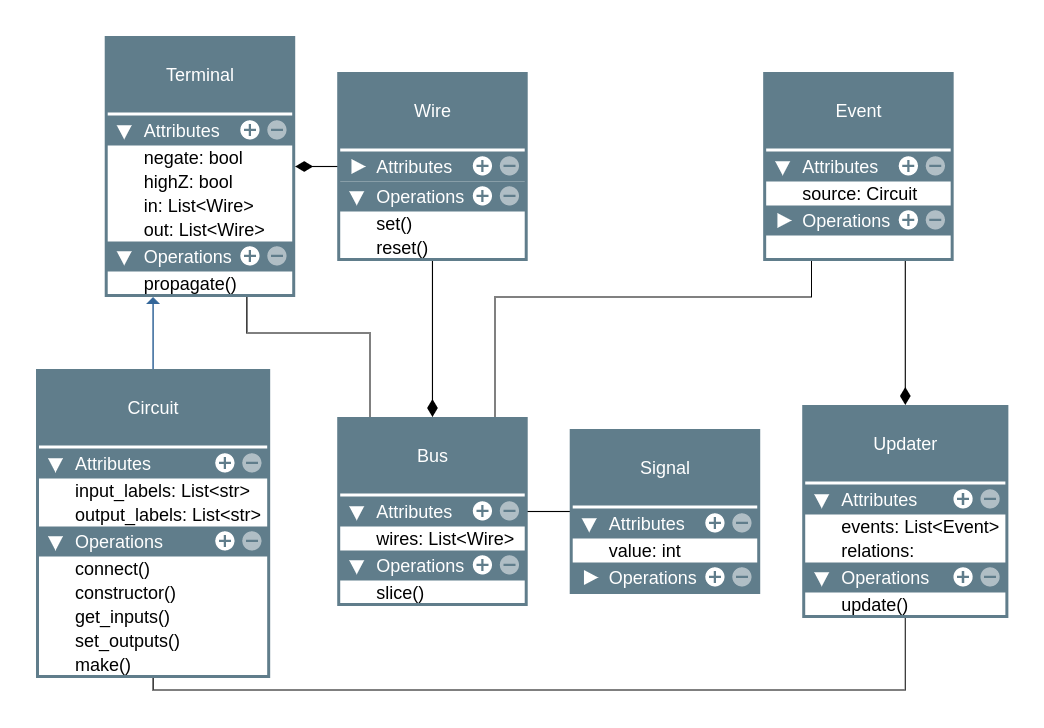 Terminal
Attributes
negate: bool
highZ: bool
in: List<Wire>
out: List<Wire>
Operations
propagate()
Wire
Attributes
Operations
set()
reset()
Event
Attributes
source: Circuit
Operations
Circuit
Attributes
input_labels: List<str>
output_labels: List<str>
Operations
connect()
constructor()
get_inputs()
set_outputs()
make()
Bus
Attributes
wires: List<Wire>
Operations
slice()
Signal
Attributes
value: int
Operations
Updater
Attributes
events: List<Event>
relations:
Operations
update()